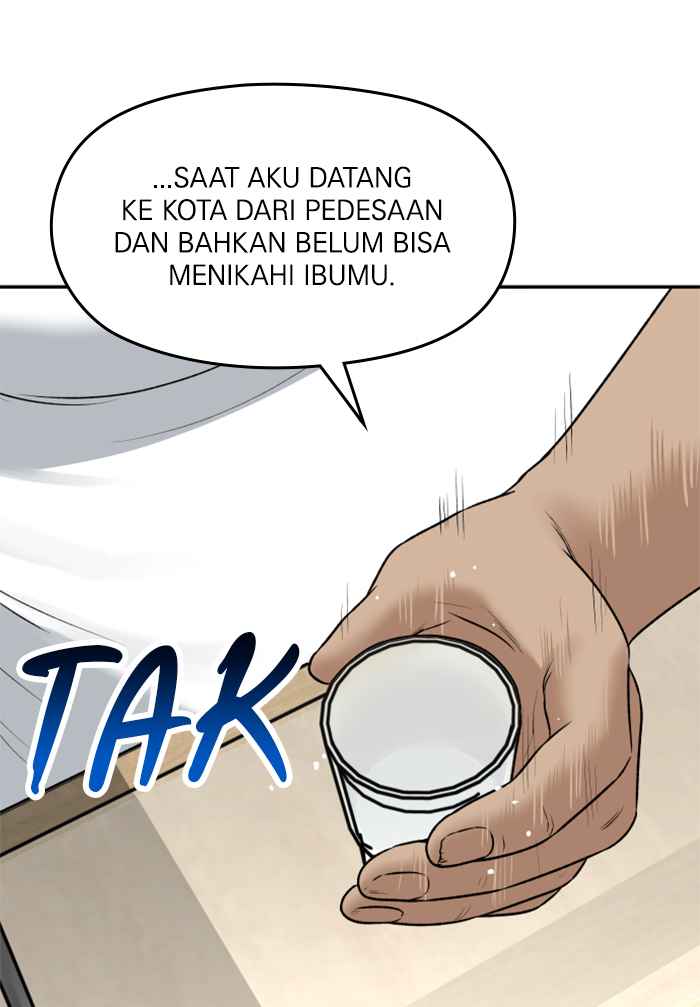 ...SAAT AKU DATANG
KE KOTA DARI PEDESAAN
DAN BAHKAN BELUM BISA
MENIKAHI IBUMU.
TAK